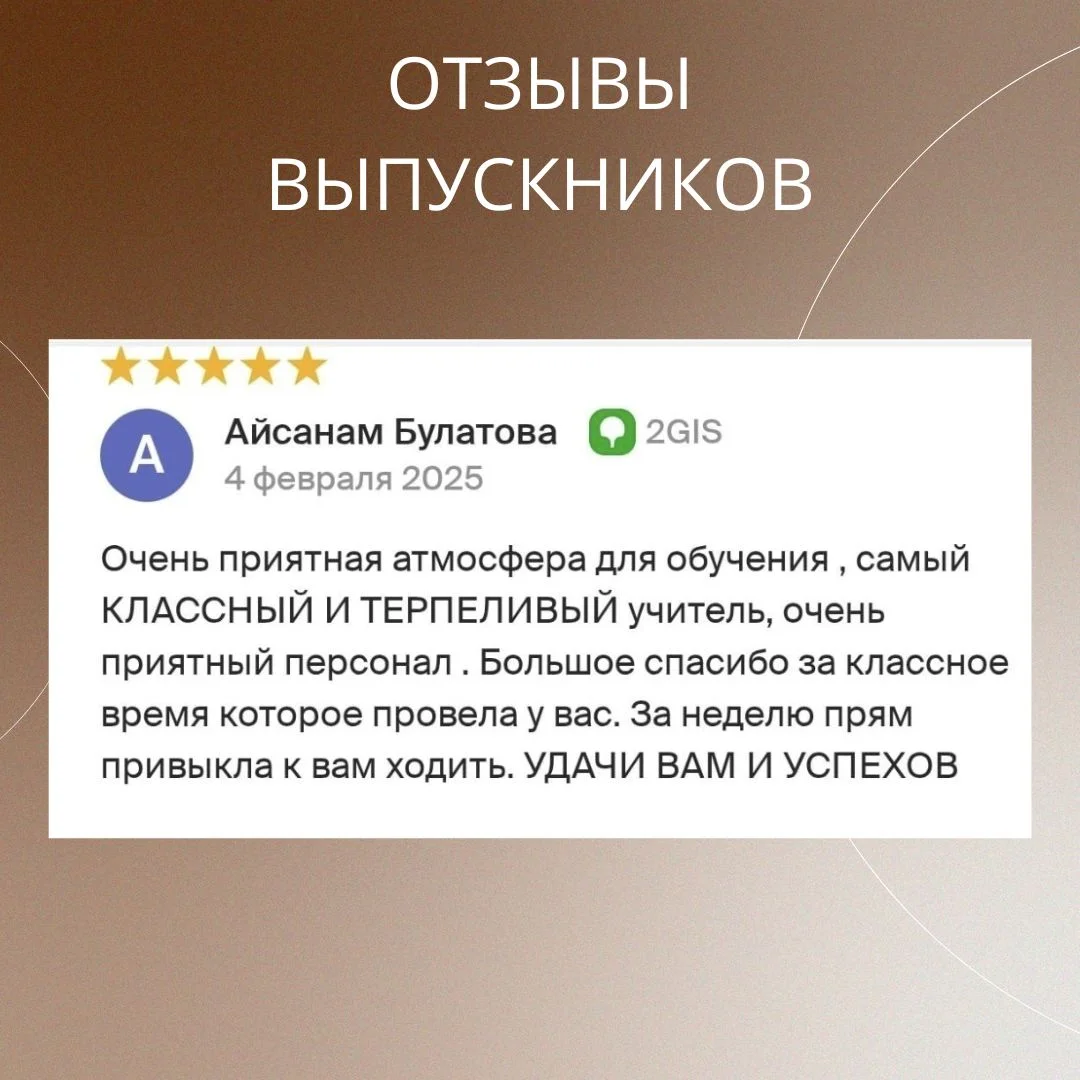 ОТЗЫВЫ
ВЫПУСКНИКОВ
А
Айсанам Булатова 2GIS
4 февраля 2025
Очень приятная атмосфера для обучения , самый
КЛАССНЫЙ И ТЕРПЕЛИВЫЙ учитель, очень
приятный персонал . Большое спасибо за классное
время которое провела у вас. За неделю прям
привыкла к вам ходить. УДАЧИ ВАМ И УСПЕХОВ